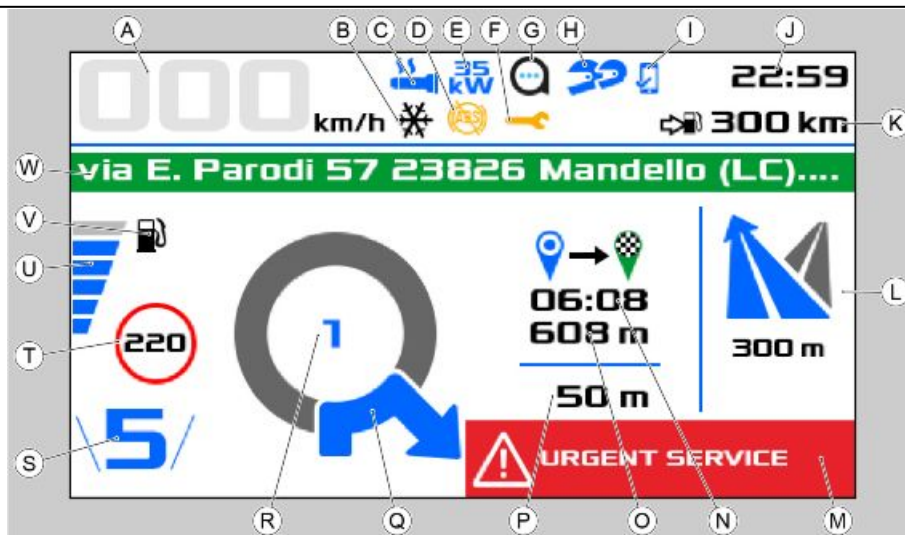 A B C D E F G H I J
000
km/h
35
kW
ABS
22:59
300 km
K
W
via E. Parodi 57 23826 Mandello (LC)....
V
U
T
220
S
5
1
06:08
608 m
50 m
300 m
L
URGENT SERVICE
R Q P O N M